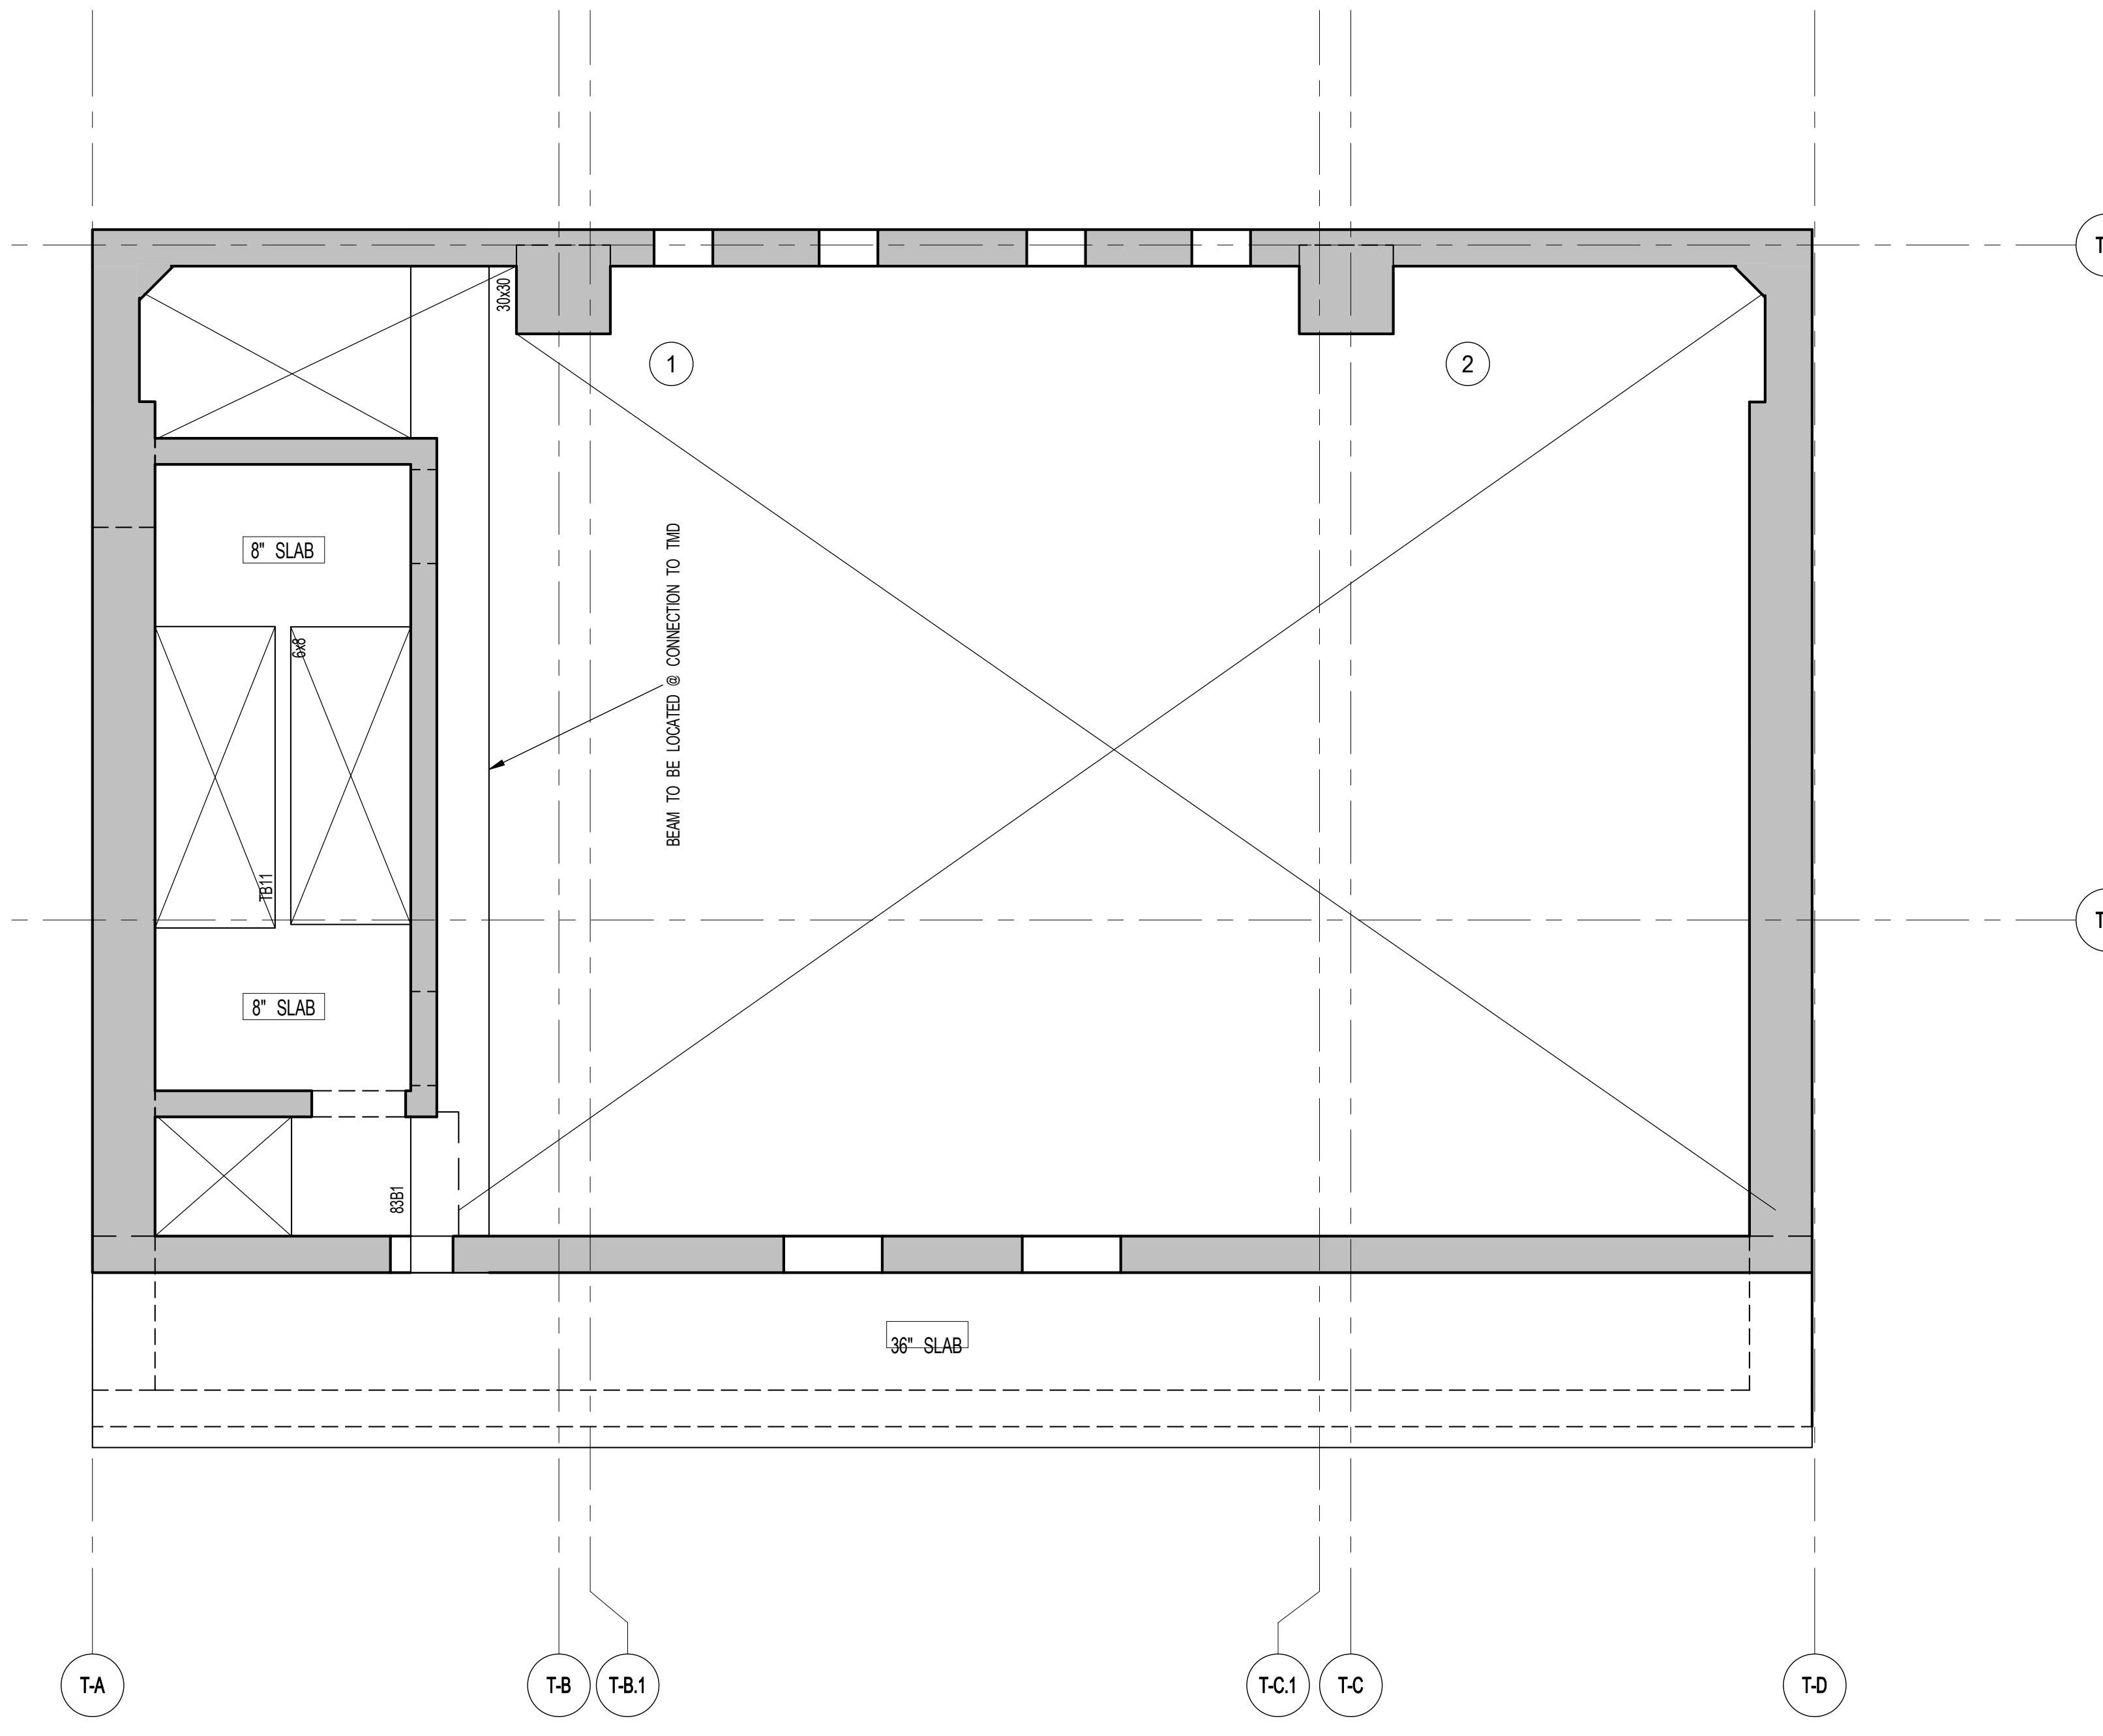 T
30x30
1
2
8" SLAB
BEAM TO BE LOCATED @ CONNECTION TO TMD
6x8
TB11
T
8" SLAB
83B1
36" SLAB
T-A
T-B
T-B.1
T-C.1
T-C
T-D